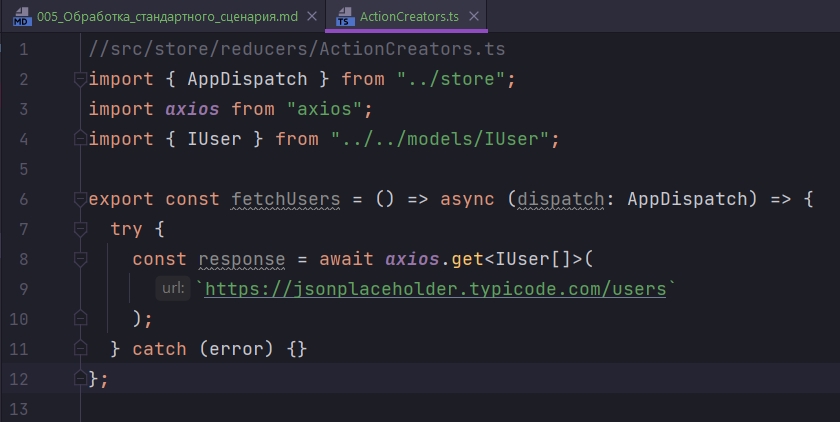 005_Обработка_стандартного_сценария.md
ActionCreators.ts
1 //src/store/reducers/ActionCreators.ts
2 import { AppDispatch } from "../store";
3 import axios from "axios";
4 import { IUser } from "../../models/IUser";
5
6 export const fetchUsers = () => async (dispatch: AppDispatch) => {
7 try {
8 const response = await axios.get<IUser[]>(
9 url: `https://jsonplaceholder.typicode.com/users`
10 );
11 } catch (error) {}
12 };
13